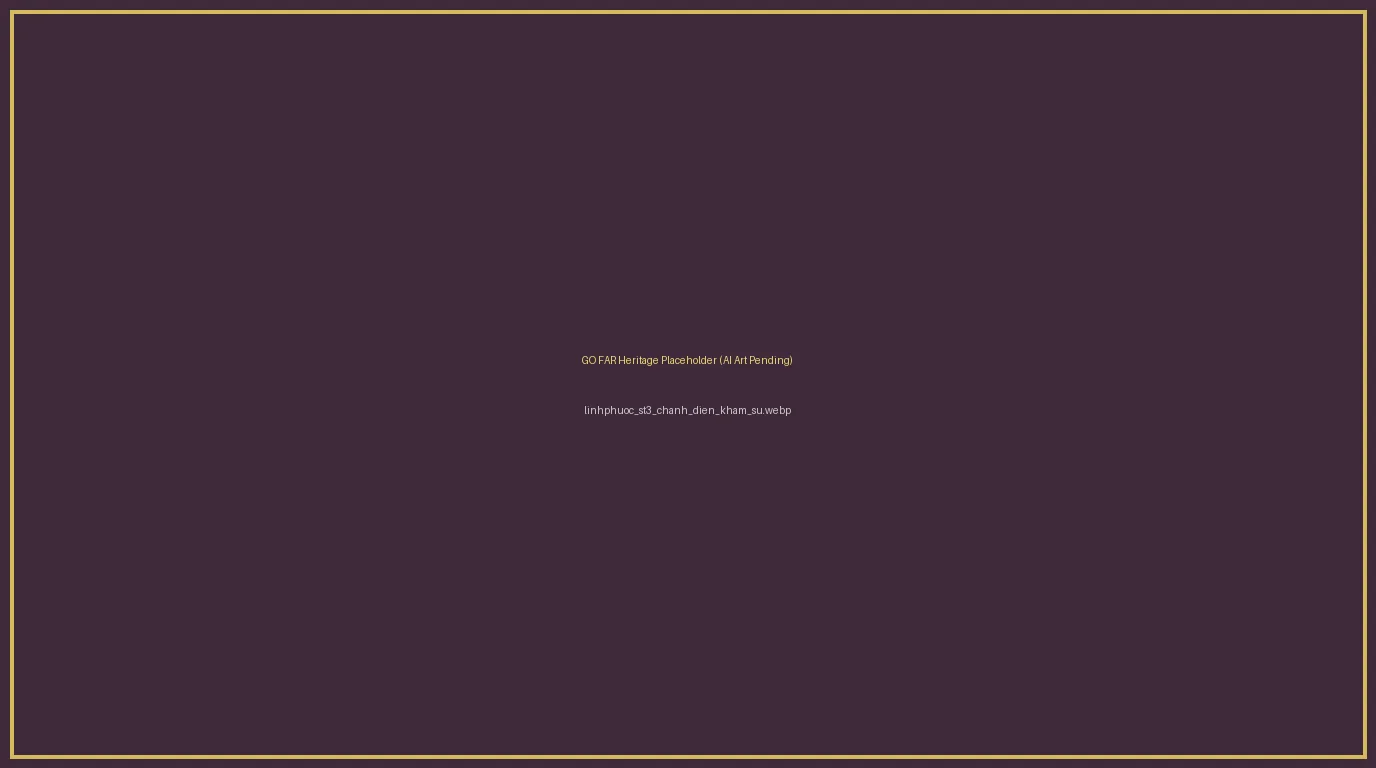 GO FAR Heritage Placeholder (AI Art Pending)
linhphuoc_st3_chanh_dien_kham_su.webp